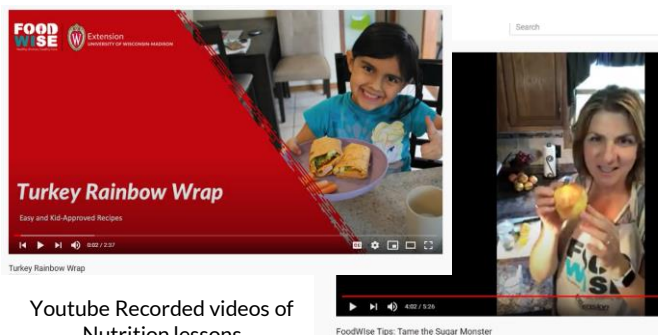 FOOD
WISE
Extension
UNIVERSITY OF WISCONSIN-MADISON
Turkey Rainbow Wrap
Easy and Kid-Approved Recipes
0:02 / 2:37
Turkey Rainbow Wrap
Search
FOOD
WISE
4:02 / 5:26
FoodWIse Tips: Tame the Sugar Monster
Youtube Recorded videos of
Nutrition lessons